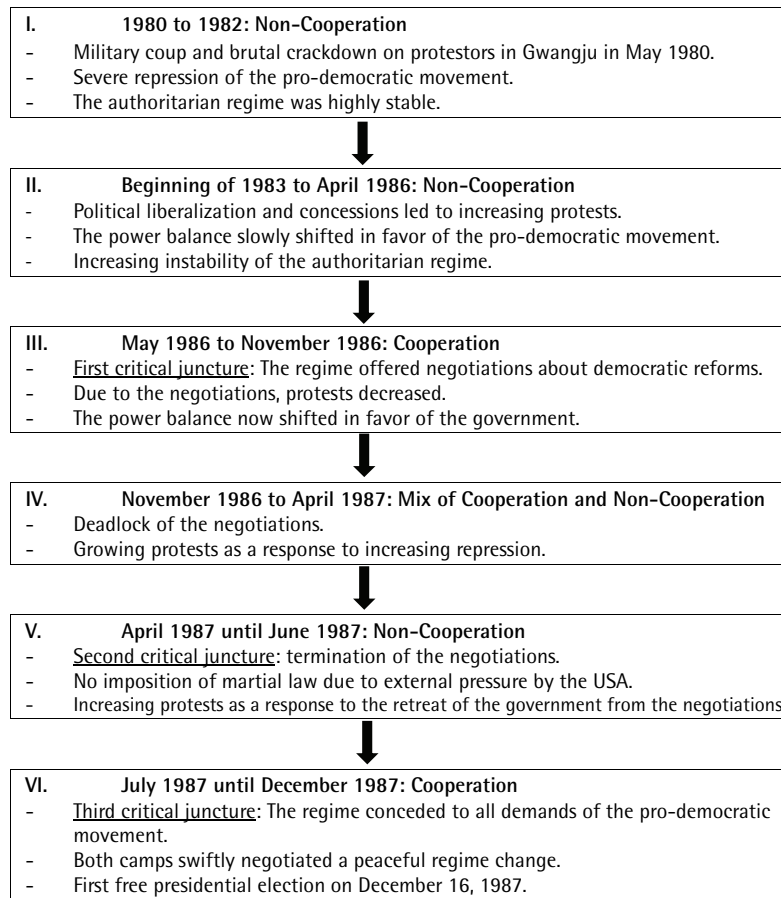 I. 1980 to 1982: Non-Cooperation
- Military coup and brutal crackdown on protestors in Gwangju in May 1980.
- Severe repression of the pro-democratic movement.
- The authoritarian regime was highly stable.
II. Beginning of 1983 to April 1986: Non-Cooperation
- Political liberalization and concessions led to increasing protests.
- The power balance slowly shifted in favor of the pro-democratic movement.
- Increasing instability of the authoritarian regime.
III. May 1986 to November 1986: Cooperation
- First critical juncture: The regime offered negotiations about democratic reforms.
- Due to the negotiations, protests decreased.
- The power balance now shifted in favor of the government.
IV. November 1986 to April 1987: Mix of Cooperation and Non-Cooperation
- Deadlock of the negotiations.
- Growing protests as a response to increasing repression.
V. April 1987 until June 1987: Non-Cooperation
- Second critical juncture: termination of the negotiations.
- No imposition of martial law due to external pressure by the USA.
- Increasing protests as a response to the retreat of the government from the negotiations
VI. July 1987 until December 1987: Cooperation
- Third critical juncture: The regime conceded to all demands of the pro-democratic
movement.
- Both camps swiftly negotiated a peaceful regime change.
- First free presidential election on December 16, 1987.